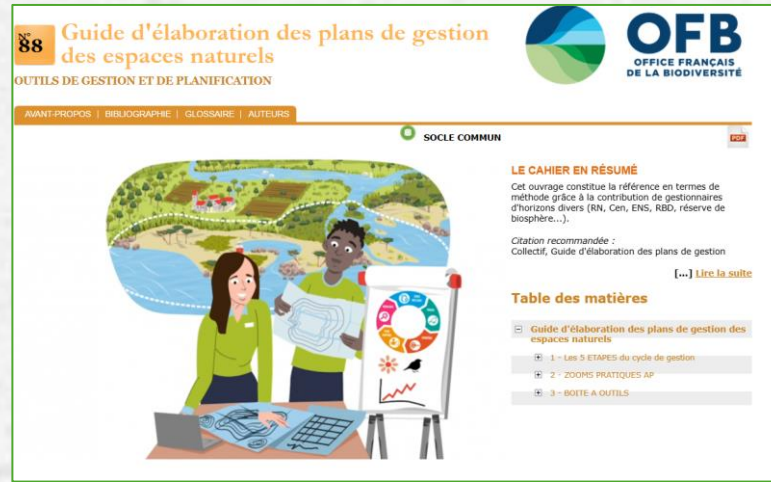 N°
88
Guide d'élaboration des plans de gestion
des espaces naturels
OUTILS DE GESTION ET DE PLANIFICATION
OFB
OFFICE FRANÇAIS
DE LA BIODIVERSITÉ
AVANT-PROPOS | BIBLIOGRAPHIE | GLOSSAIRE | AUTEURS
SOCLE COMMUN
PDF
LE CAHIER EN RÉSUMÉ
Cet ouvrage constitue la référence en termes de
méthode grâce à la contribution de gestionnaires
d'horizons divers (RN, Cen, ENS, RBD, réserve de
biosphère...).
Citation recommandée :
Collectif, Guide d'élaboration des plans de gestion
[...] Lire la suite
Table des matières
Guide d'élaboration des plans de gestion des
espaces naturels
1 - Les 5 ETAPES du cycle de gestion
2 - ZOOMS PRATIQUES AP
3 - BOITE A OUTILS